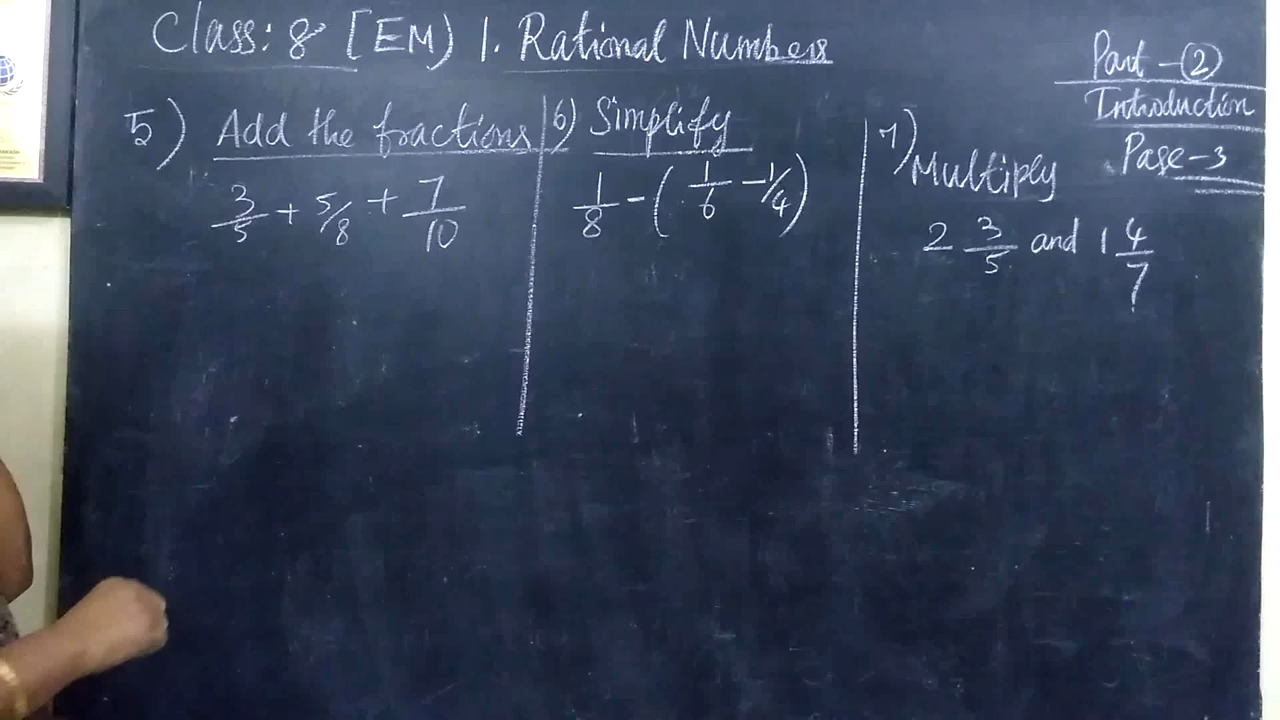 Class: 8 [EM) 1. Rational Numbers
Part - (2)
Introduction
Page-3
5) Add the fractions
3/5 + 5/8 + 7/10
6) Simplify
1/8 - (1/6 - 1/4)
7) Multiply
2 3/5 and 1 4/7